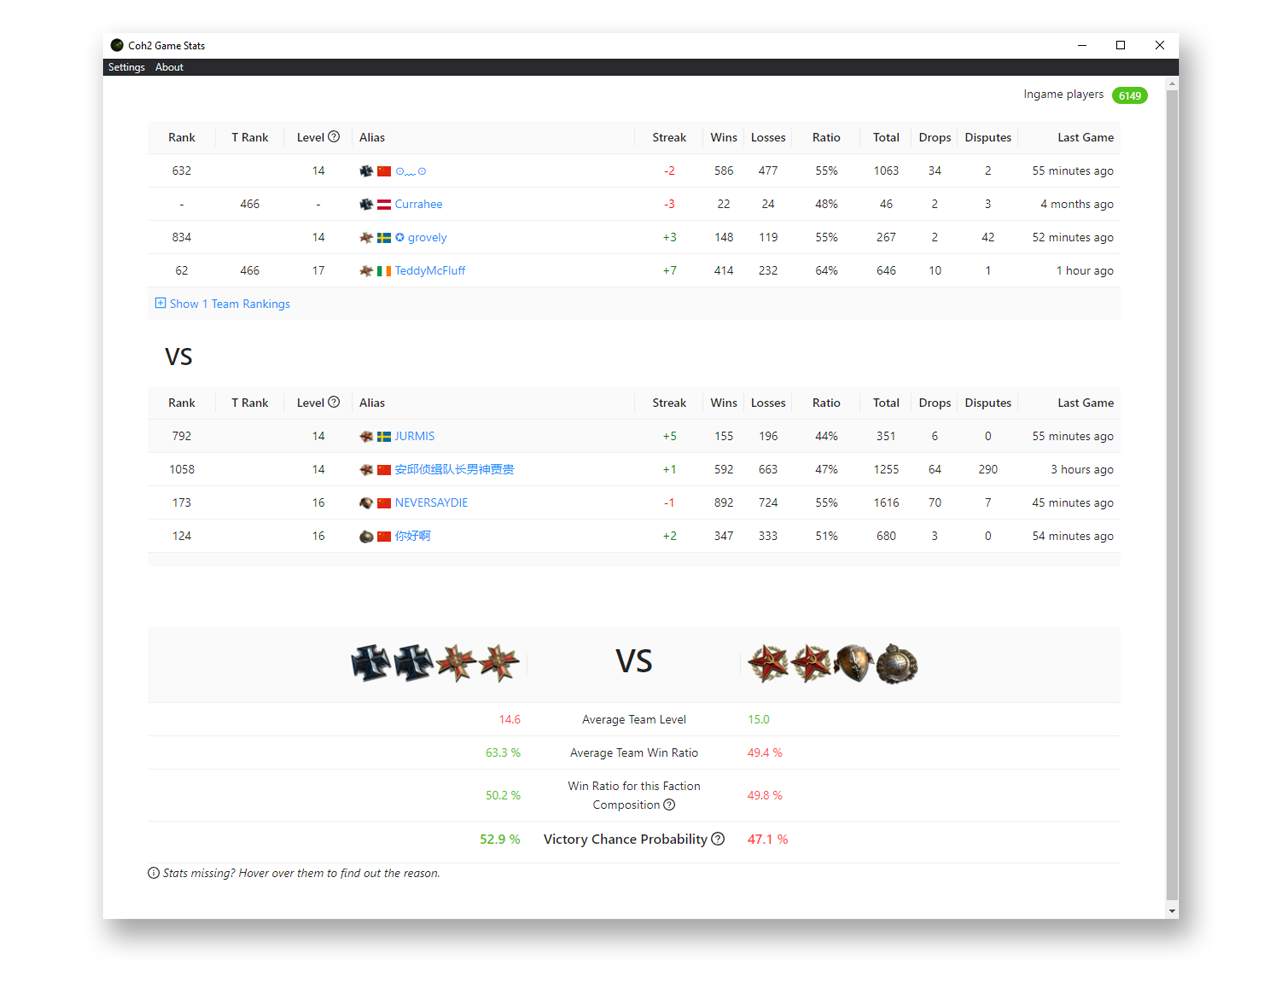 Coh2 Game Stats
Settings About
Ingame players 6149
Rank T Rank Level Alias Streak Wins Losses Ratio Total Drops Disputes Last Game
632 14 ⊙﹏⊙ -2 586 477 55% 1063 34 2 55 minutes ago
- 466 - Currahee -3 22 24 48% 46 2 3 4 months ago
834 14 ✪ grovely +3 148 119 55% 267 2 42 52 minutes ago
62 466 17 TeddyMcFluff +7 414 232 64% 646 10 1 1 hour ago
Show 1 Team Rankings
VS
Rank T Rank Level Alias Streak Wins Losses Ratio Total Drops Disputes Last Game
792 14 JURMIS +5 155 196 44% 351 6 0 55 minutes ago
1058 14 安邱侦缉队长男神贾贵 +1 592 663 47% 1255 64 290 3 hours ago
173 16 NEVERSAYDIE -1 892 724 55% 1616 70 7 45 minutes ago
124 16 你好啊 +2 347 333 51% 680 3 0 54 minutes ago
VS
14.6 Average Team Level 15.0
63.3 % Average Team Win Ratio 49.4 %
50.2 % Win Ratio for this Faction Composition 49.8 %
52.9 % Victory Chance Probability 47.1 %
Stats missing? Hover over them to find out the reason.